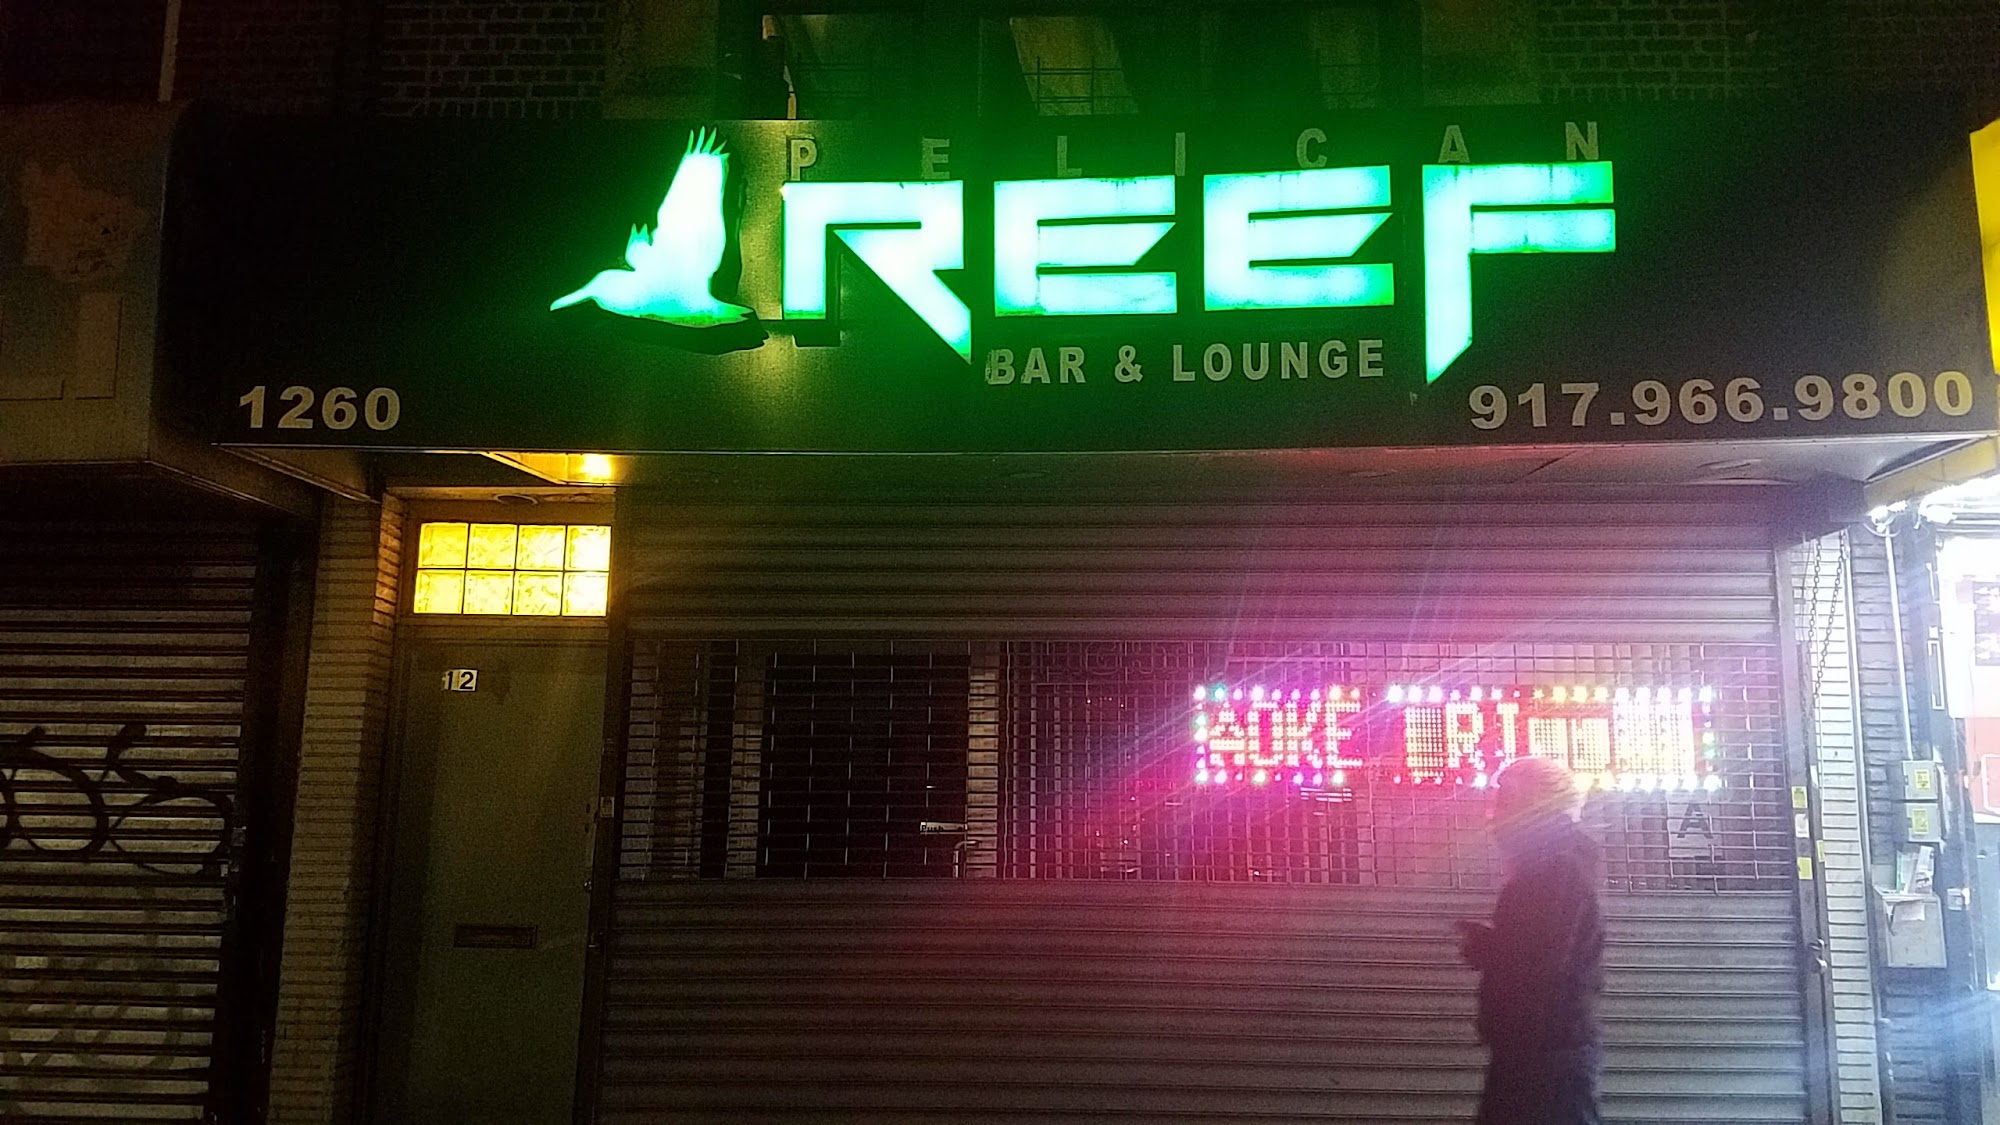 PELICAN
REEF
BAR & LOUNGE
1260
917.966.9800
12
AOKE
A